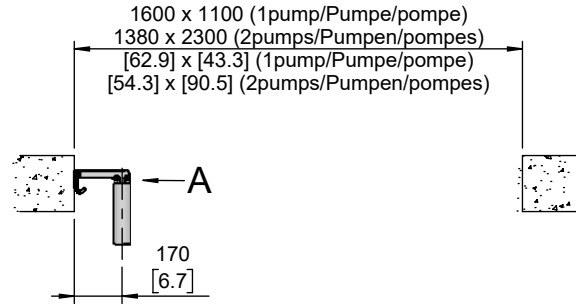 1600 x 1100 (1pump/Pumpe/pompe)
1380 x 2300 (2pumps/Pumpen/pompes)
[62.9] x [43.3] (1pump/Pumpe/pompe)
[54.3] x [90.5] (2pumps/Pumpen/pompes)
A
170
[6.7]